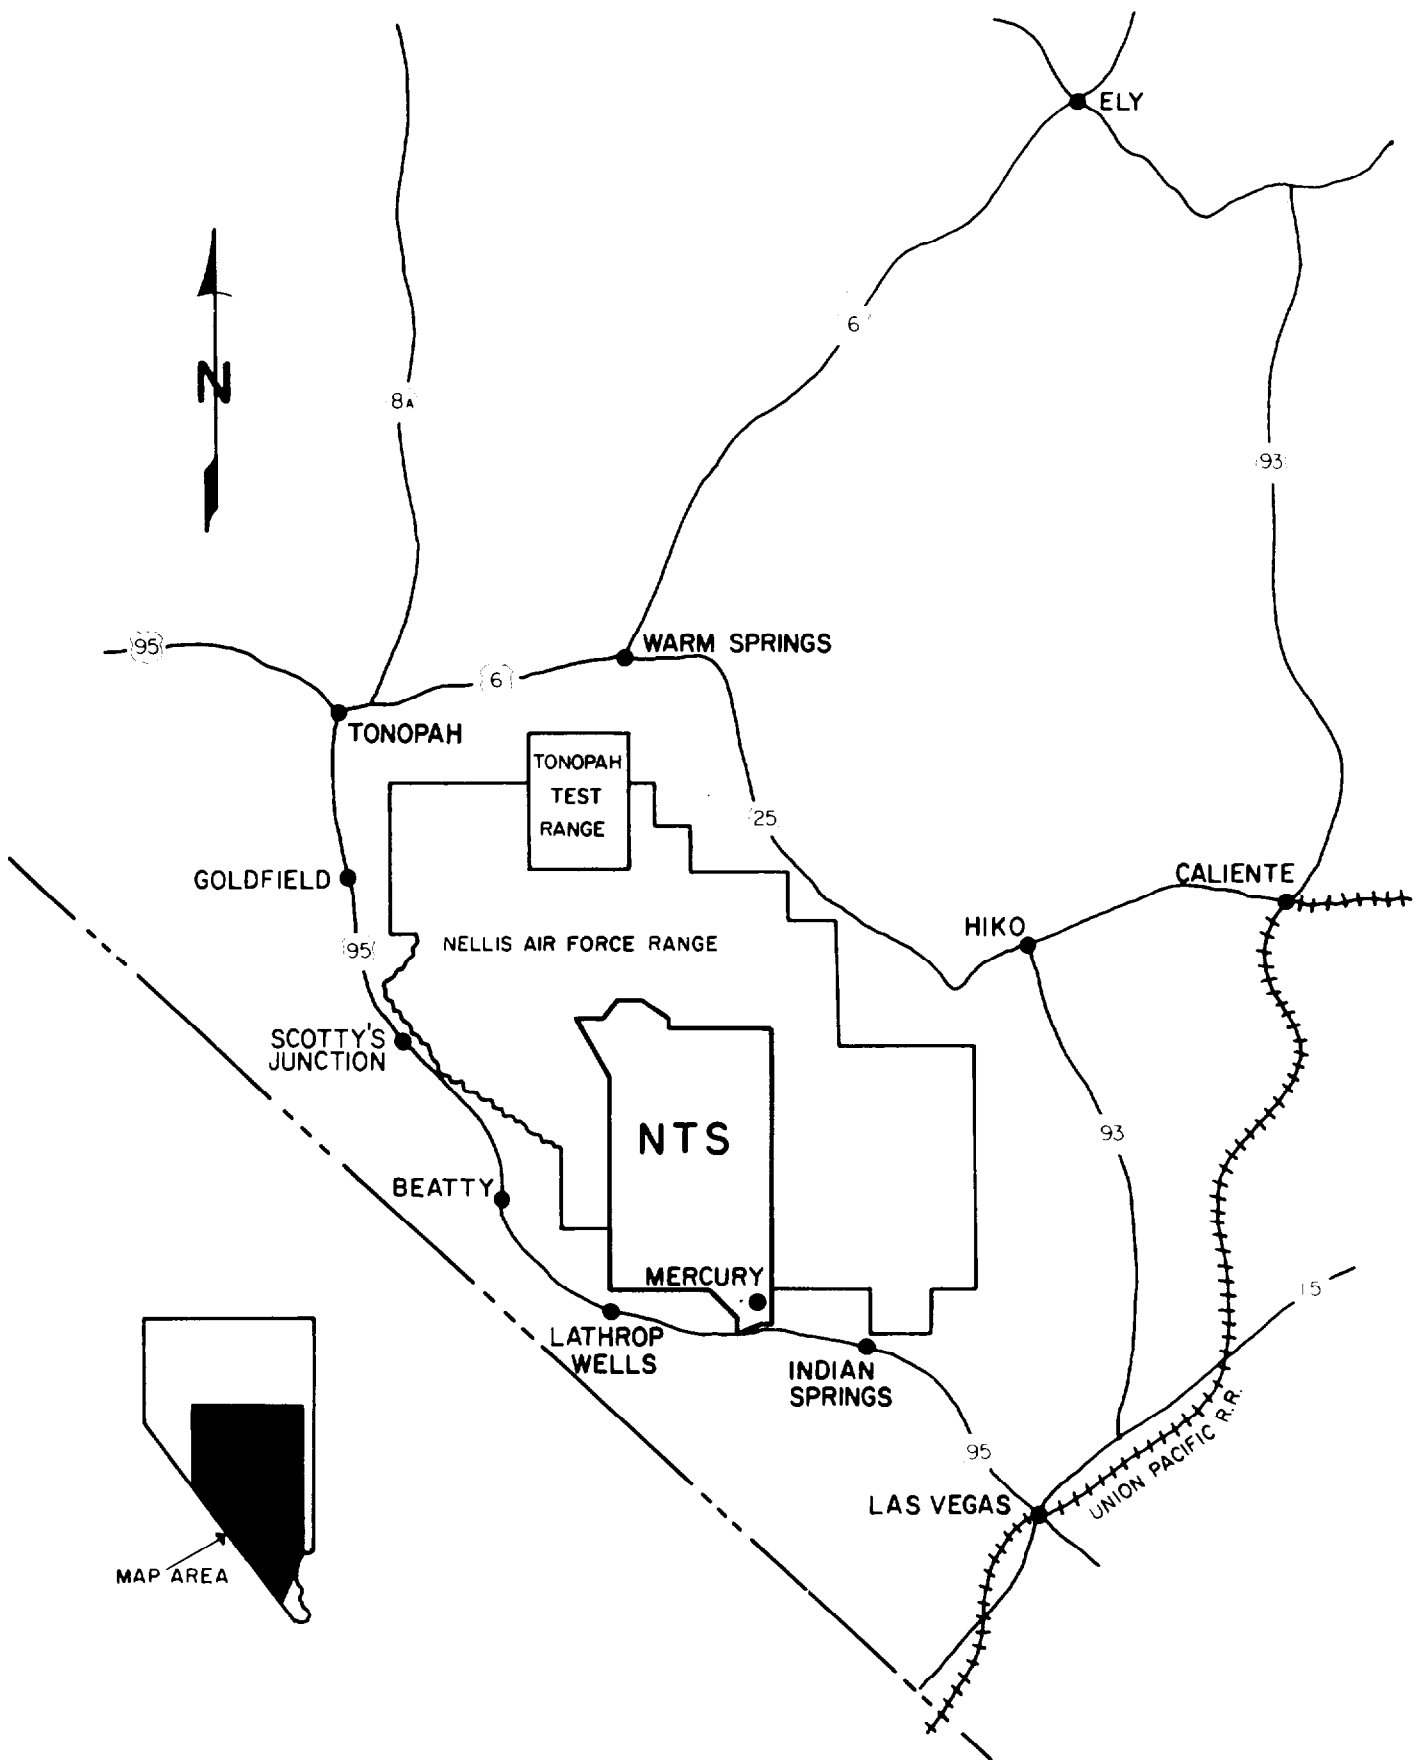 ELY
6
N
8A
93
95
WARM SPRINGS
6
TONOPAH
TONOPAH
TEST
RANGE
25
CALIENTE
GOLDFIELD
HIKO
95
NELLIS AIR FORCE RANGE
SCOTTY'S
JUNCTION
NTS
93
BEATTY
MERCURY
15
LATHROP
WELLS
INDIAN
SPRINGS
95
LAS VEGAS
UNION PACIFIC R.R.
MAP AREA